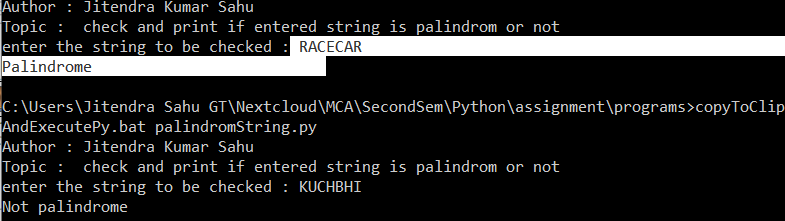 Author : Jitendra Kumar Sahu
Topic :  check and print if entered string is palindrom or not
enter the string to be checked : RACECAR
Palindrome
C:\Users\Jitendra Sahu GT\Nextcloud\MCA\SecondSem\Python\assignment\programs>copyToClip
AndExecutePy.bat palindromString.py
Author : Jitendra Kumar Sahu
Topic :  check and print if entered string is palindrom or not
enter the string to be checked : KUCHBHI
Not palindrome